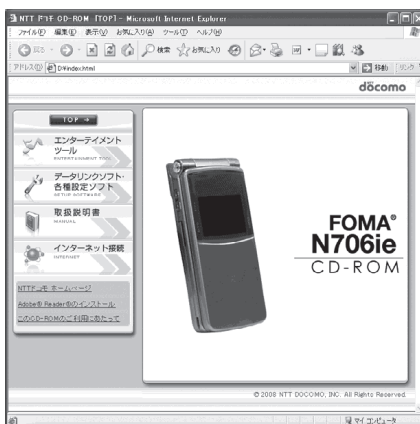 NTT ドコモ CD-ROM [TOP] - Microsoft Internet Explorer
ファイル(F) 編集(E) 表示(V) お気に入り(A) ツール(T) ヘルプ(H)
戻る 検索 お気に入り
アドレス(D) D:¥index.html 移動 リンク
döcomo
TOP →
エンターテイメント
ツール
ENTERTAINMENT TOOL
データリンクソフト・
各種設定ソフト
SETUP SOFTWARE
取扱説明書
MANUAL
インターネット接続
INTERNET
NTTドコモ ホームページ
Adobe® Reader®のインストール
このCD-ROMのご利用にあたって
FOMA®
N706ie
CD-ROM
© 2008 NTT DOCOMO, INC. All Rights Reserved.
マイ コンピュータ